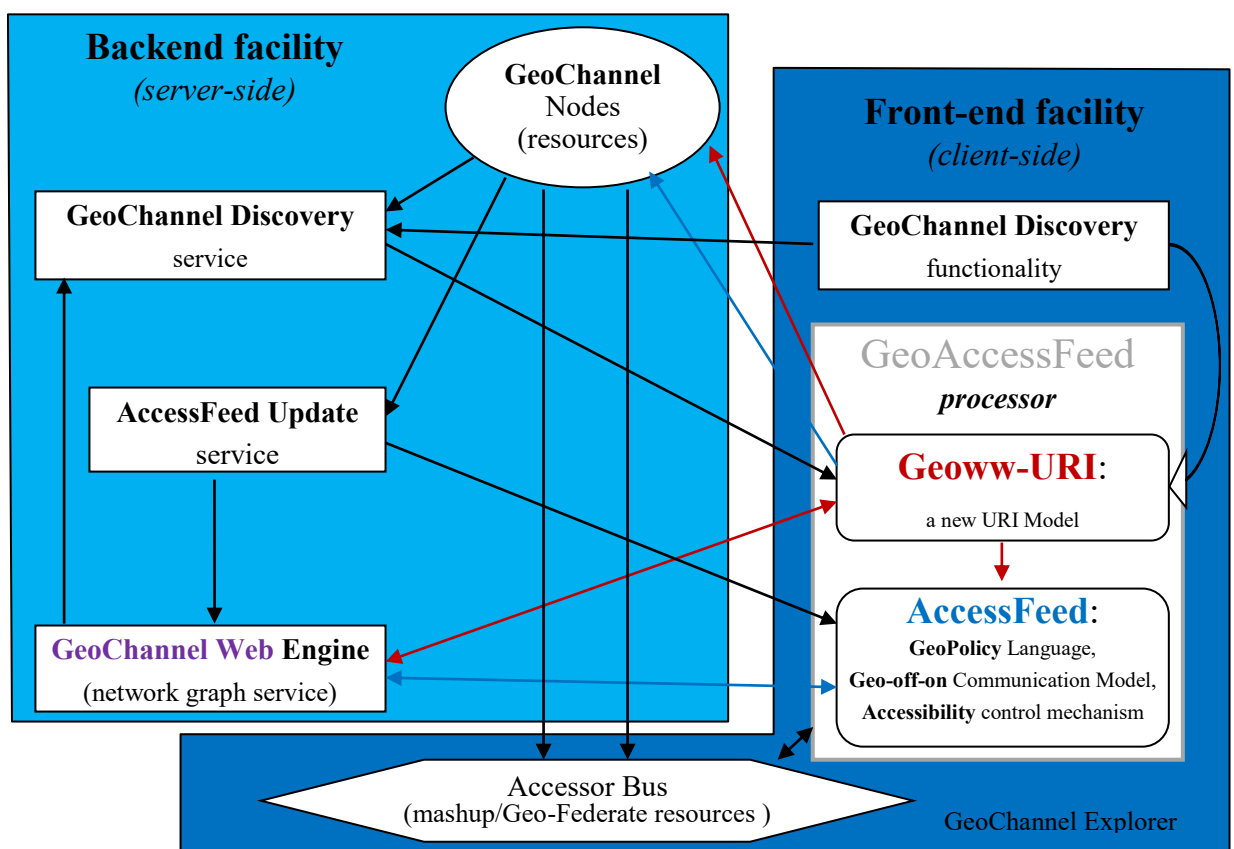 Backend facility
(server-side)
GeoChannel
Nodes
(resources)
Front-end facility
(client-side)
GeoChannel Discovery
service
GeoChannel Discovery
functionality
GeoAccessFeed
processor
AccessFeed Update
service
Geoww-URI:
a new URI Model
GeoChannel Web Engine
(network graph service)
AccessFeed:
GeoPolicy Language,
Geo-off-on Communication Model,
Accessibility control mechanism
Accessor Bus
(mashup/Geo-Federate resources )
GeoChannel Explorer